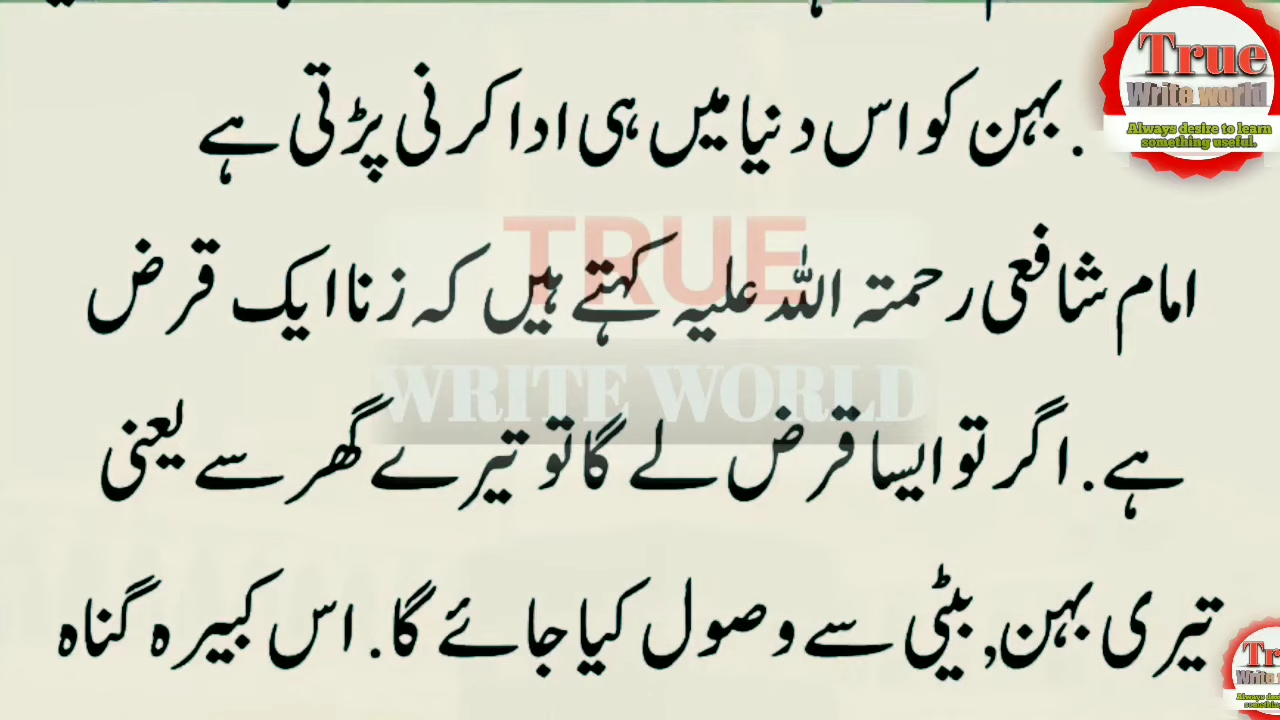 True
Write world
Always desire to learn
something useful.
بہن کو اس دنیا میں ہی ادا کرنی پڑتی ہے.
امام شافعی رحمتہ اللہ علیہ کہتے ہیں کہ زنا ایک قرض
TRUE
WRITE WORLD
ہے. اگر تو ایسا قرض لے گا تو تیرے گھر سے یعنی
تیری بہن, بیٹی سے وصول کیا جائے گا. اس کبیرہ گناہ